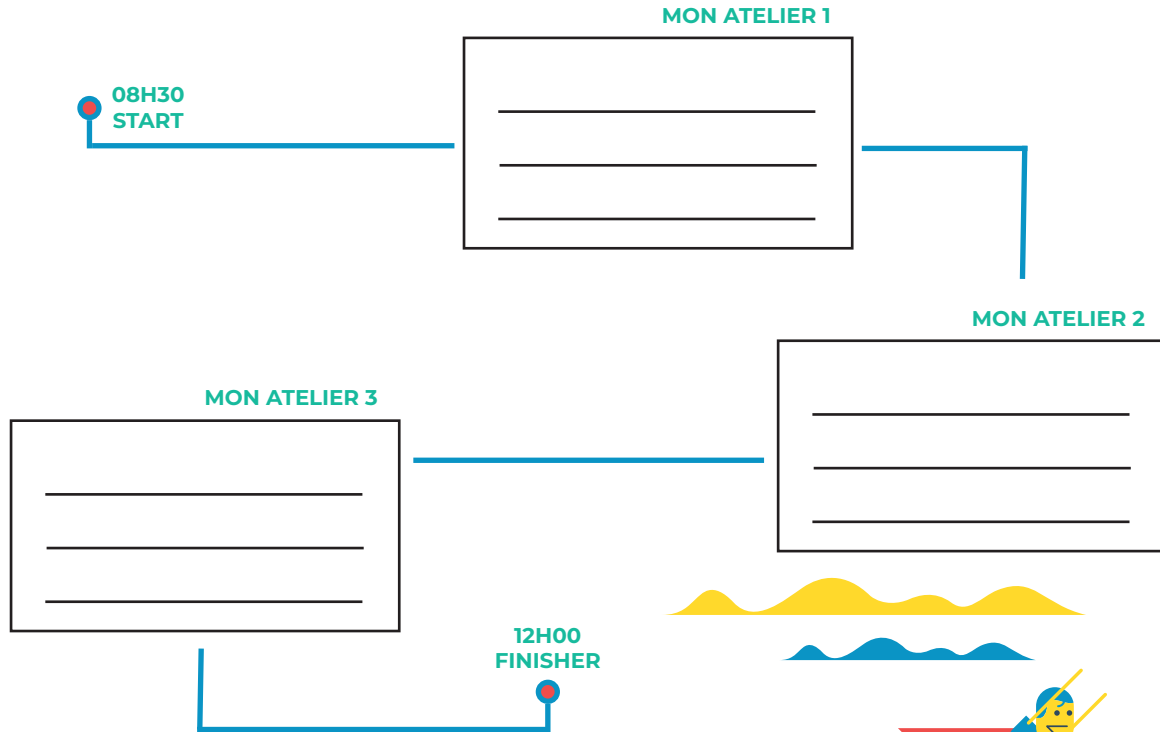 MON ATELIER 1
08H30
START
MON ATELIER 2
MON ATELIER 3
12H00
FINISHER